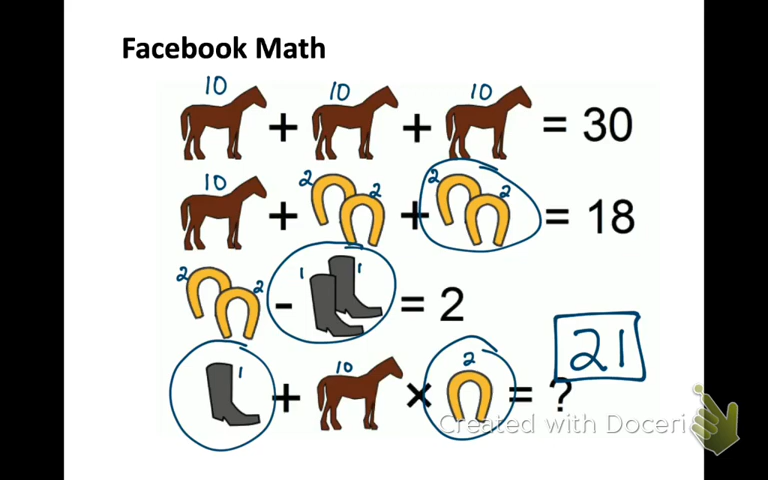 Facebook Math
10 10 10
+ + = 30
10 2 2 2 2
+ + = 18
2 2 1 1
- = 2
21
1 10 2
+ × = ?
Created with Doceri